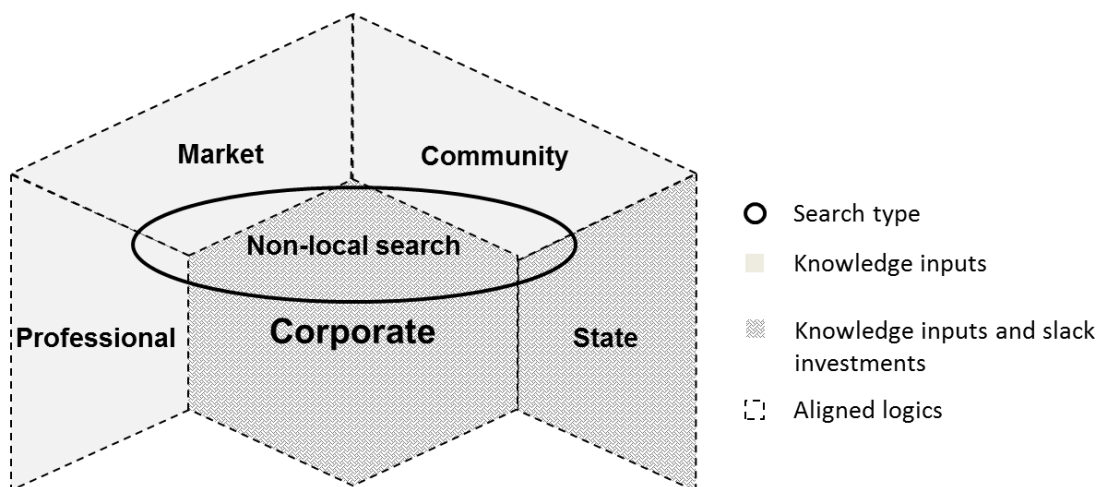 Market
Community
Non-local search
Professional
Corporate
State
Search type
Knowledge inputs
Knowledge inputs and slack
investments
Aligned logics